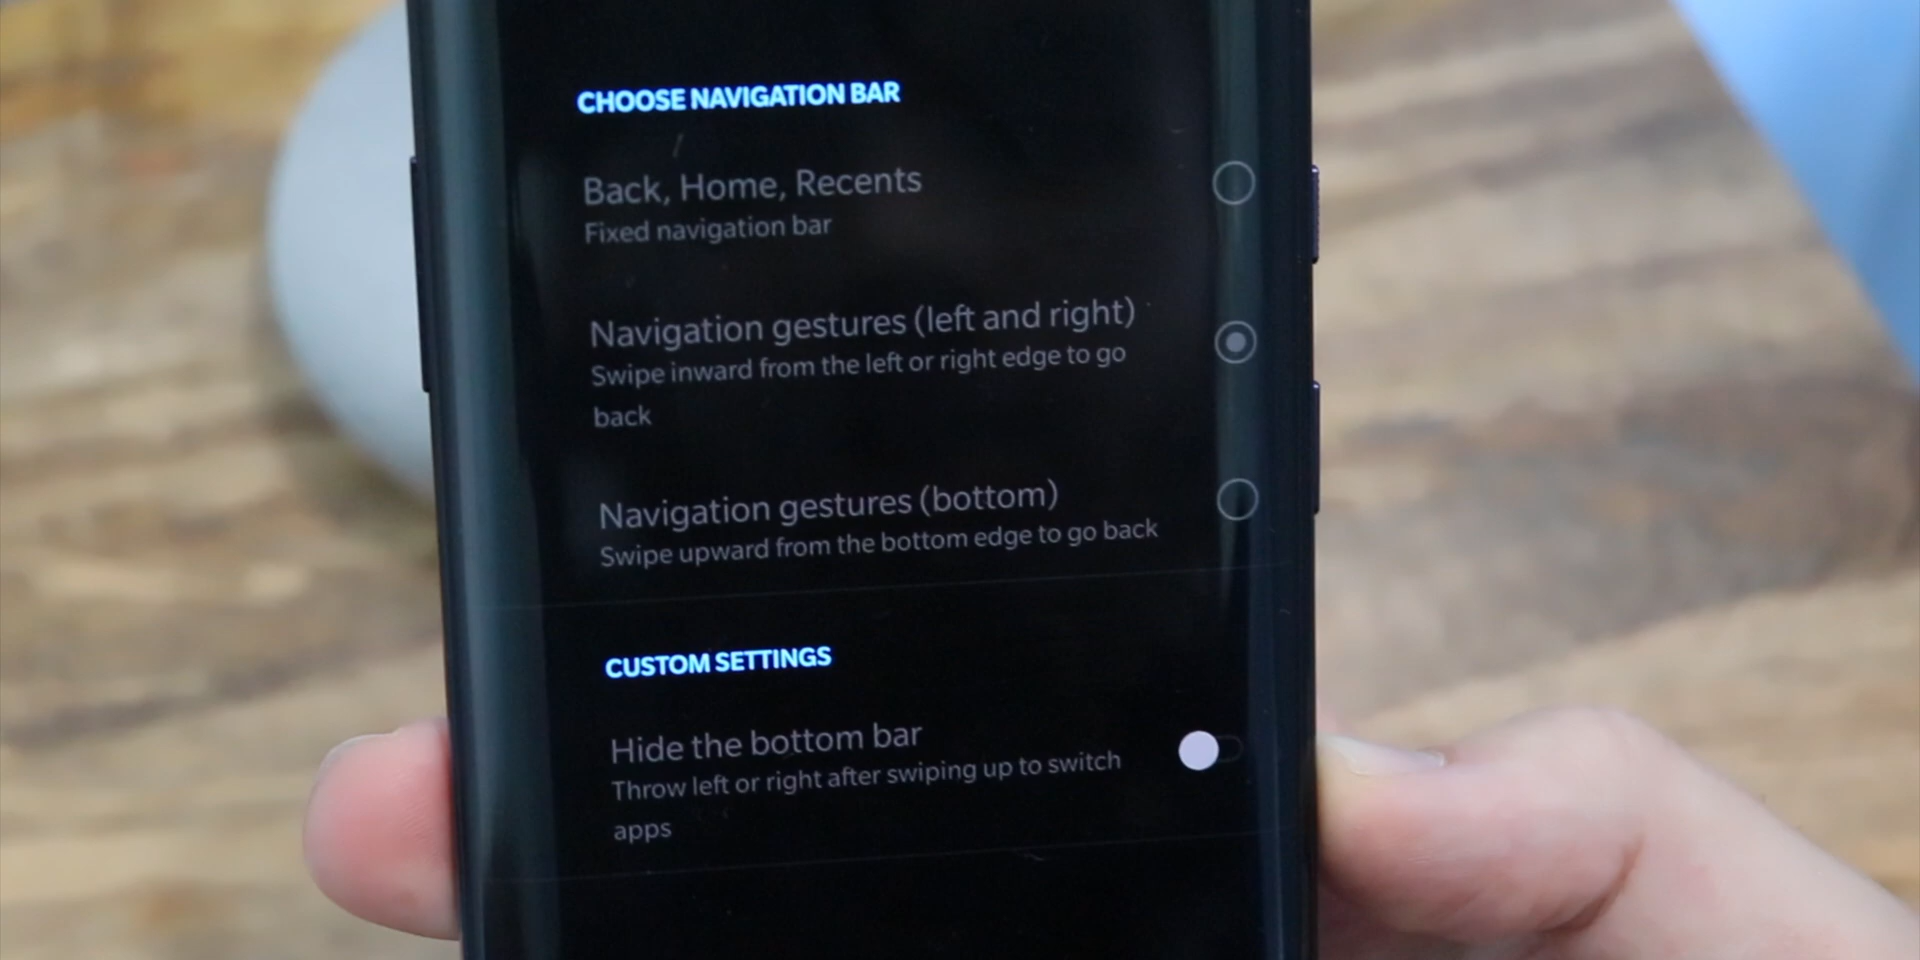 CHOOSE NAVIGATION BAR
Back, Home, Recents
Fixed navigation bar
Navigation gestures (left and right)
Swipe inward from the left or right edge to go
back
Navigation gestures (bottom)
Swipe upward from the bottom edge to go back
CUSTOM SETTINGS
Hide the bottom bar
Throw left or right after swiping up to switch
apps